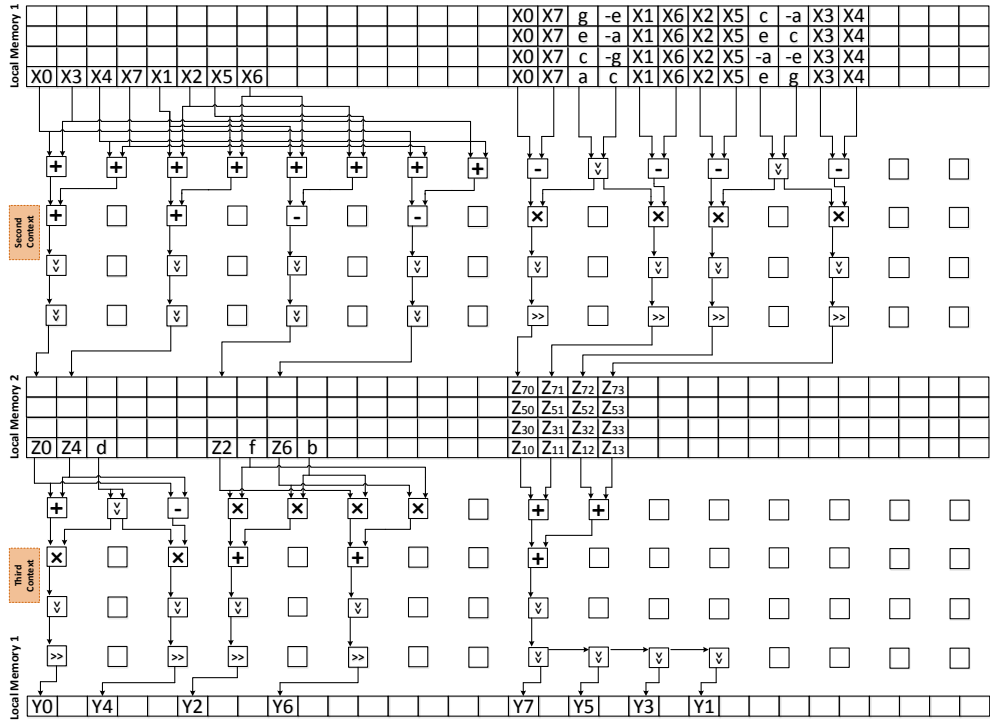 Local Memory 1
X0 X7 g -e X1 X6 X2 X5 c -a X3 X4
X0 X7 e -a X1 X6 X2 X5 e c X3 X4
X0 X7 c -g X1 X6 X2 X5 -a -e X3 X4
X0 X3 X4 X7 X1 X2 X5 X6 X0 X7 a c X1 X6 X2 X5 e g X3 X4
+ + + + + + + + - >> - - >> -
Second Context
+ + - - × × × ×
>> >> >> >> >> >> >> >>
>> >> >> >> >> >> >> >>
Local Memory 2
Z70 Z71 Z72 Z73
Z50 Z51 Z52 Z53
Z30 Z31 Z32 Z33
Z0 Z4 d Z2 f Z6 b Z10 Z11 Z12 Z13
+ >> - × × × × + +
Third Context
× × + + +
>> >> >> >> >>
>> >> >> >> >> >> >> >>
Local Memory 1
Y0 Y4 Y2 Y6 Y7 Y5 Y3 Y1